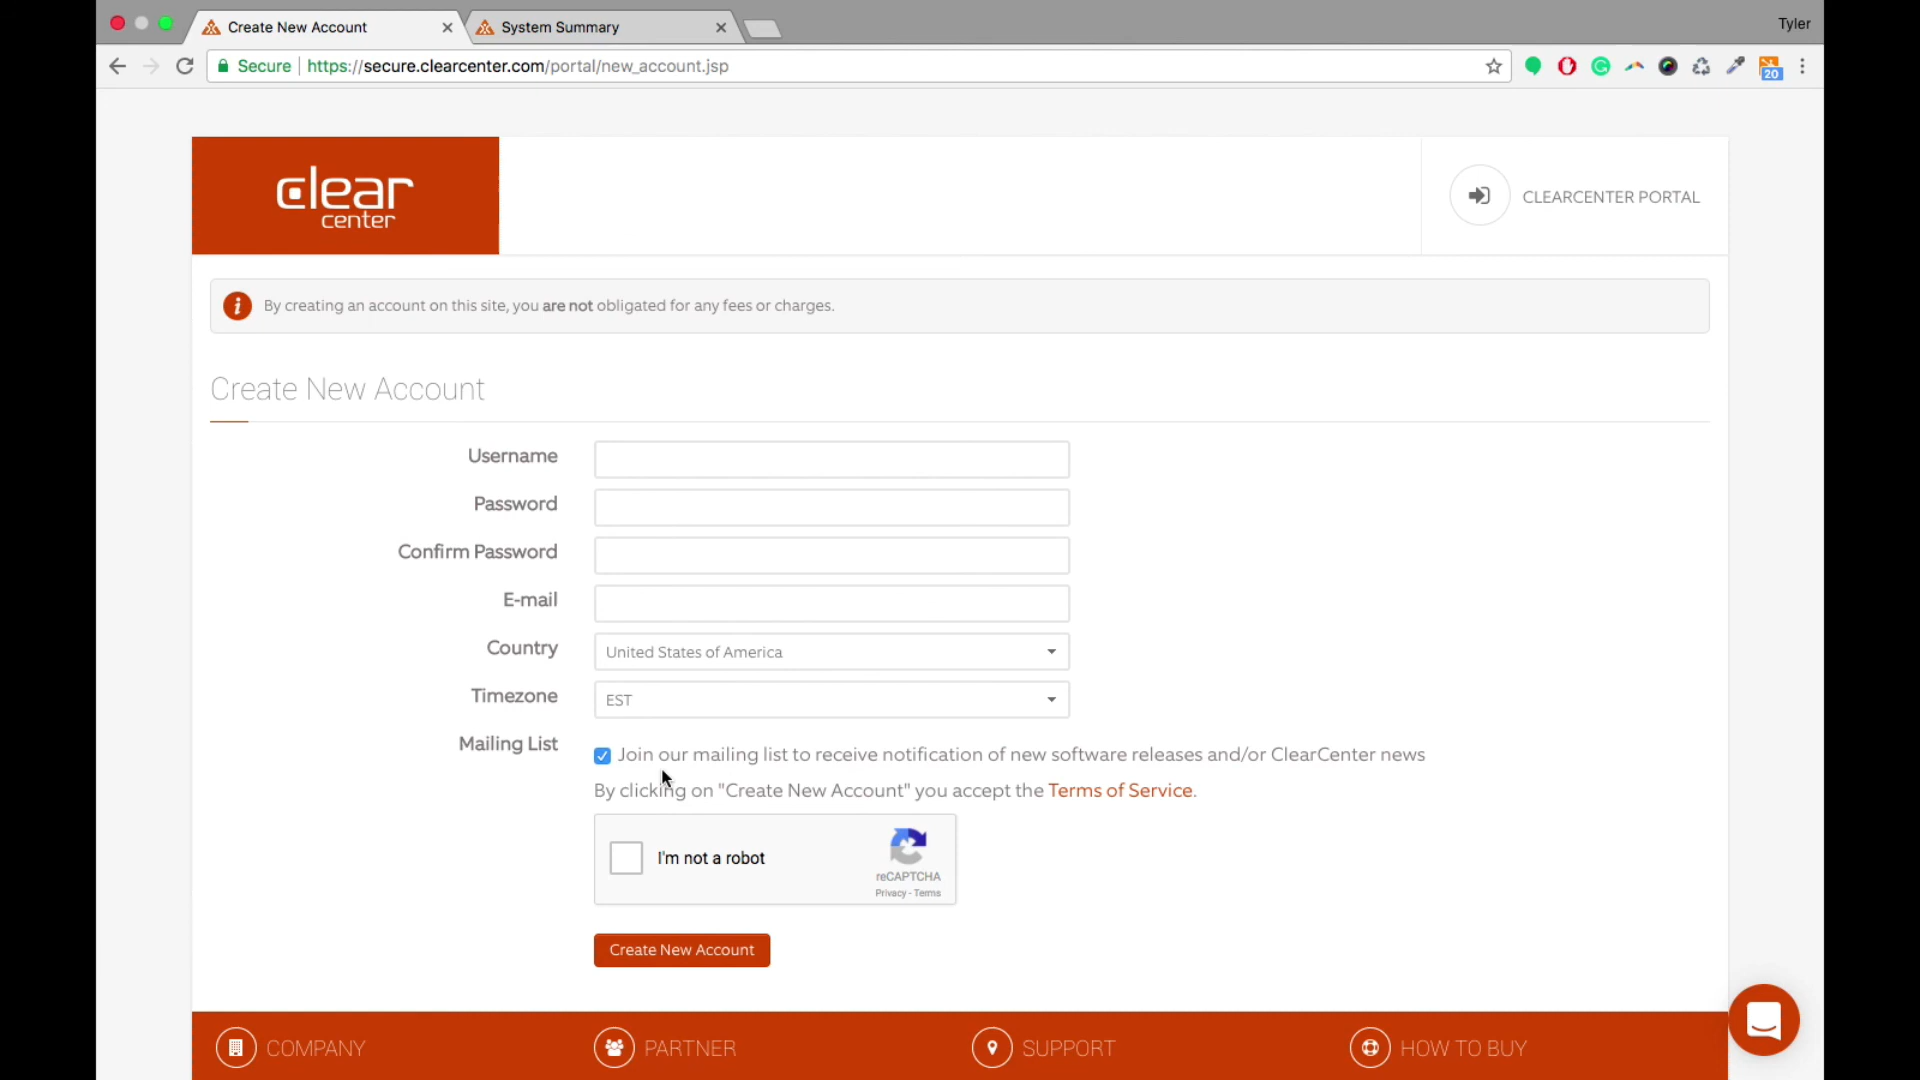 Create New Account
System Summary
Tyler
Secure
https://secure.clearcenter.com/portal/new_account.jsp
20
clear
center
CLEARCENTER PORTAL
By creating an account on this site, you are not obligated for any fees or charges.
Create New Account
Username
Password
Confirm Password
E-mail
Country
United States of America
Timezone
EST
Mailing List
Join our mailing list to receive notification of new software releases and/or ClearCenter news
By clicking on "Create New Account" you accept the Terms of Service.
I'm not a robot
reCAPTCHA
Privacy - Terms
Create New Account
COMPANY
PARTNER
SUPPORT
HOW TO BUY